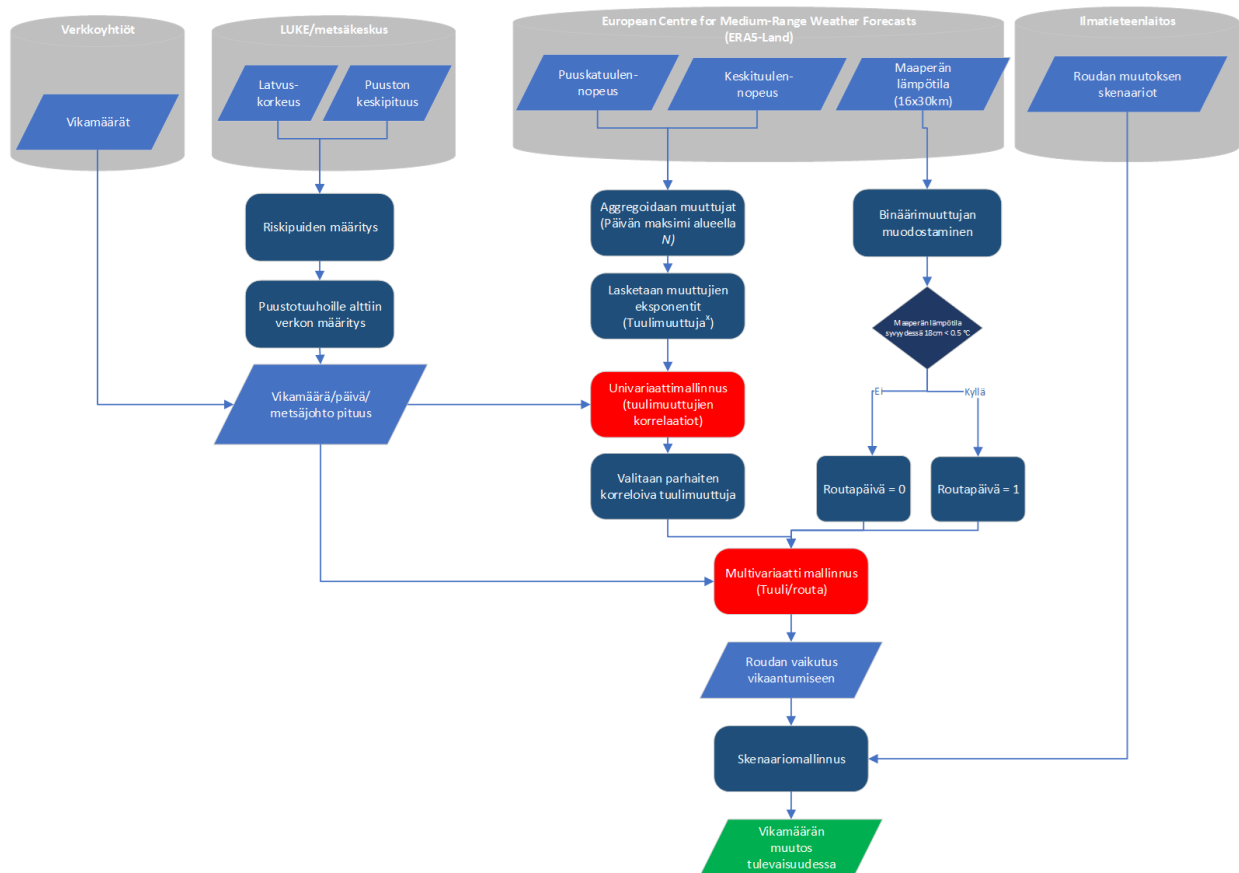 Verkkoyhtiöt
LUKE/metsäkeskus
European Centre for Medium-Range Weather Forecasts
(ERA5-Land)
Ilmatieteenlaitos
Vikamäärät
Latvus-
korkeus
Puuston
keskipituus
Puuskatuulen-
nopeus
Keskituulen-
nopeus
Maaperän
lämpötila
(16x30km)
Roudan muutoksen
skenaariot
Riskipuiden määritys
Aggregoidaan muuttujat
(Päivän maksimi alueella
N)
Binäärimuuttujan
muodostaminen
Puustotuuhoille alttiin
verkon määritys
Lasketaan muuttujien
eksponentit
(Tuulimuuttujaˣ)
Maaperän lämpötila
syvyydessä 18cm < 0.5 °C
Vikamäärä/päivä/
metsäjohto pituus
Univariaattimallinnus
(tuulimuuttujien
korrelaatiot)
Ei
Kyllä
Valitaan parhaiten
korreloiva tuulimuuttuja
Routapäivä = 0
Routapäivä = 1
Multivariaatti mallinnus
(Tuuli/routa)
Roudan vaikutus
vikaantumiseen
Skenaariomallinnus
Vikamäärän
muutos
tulevaisuudessa